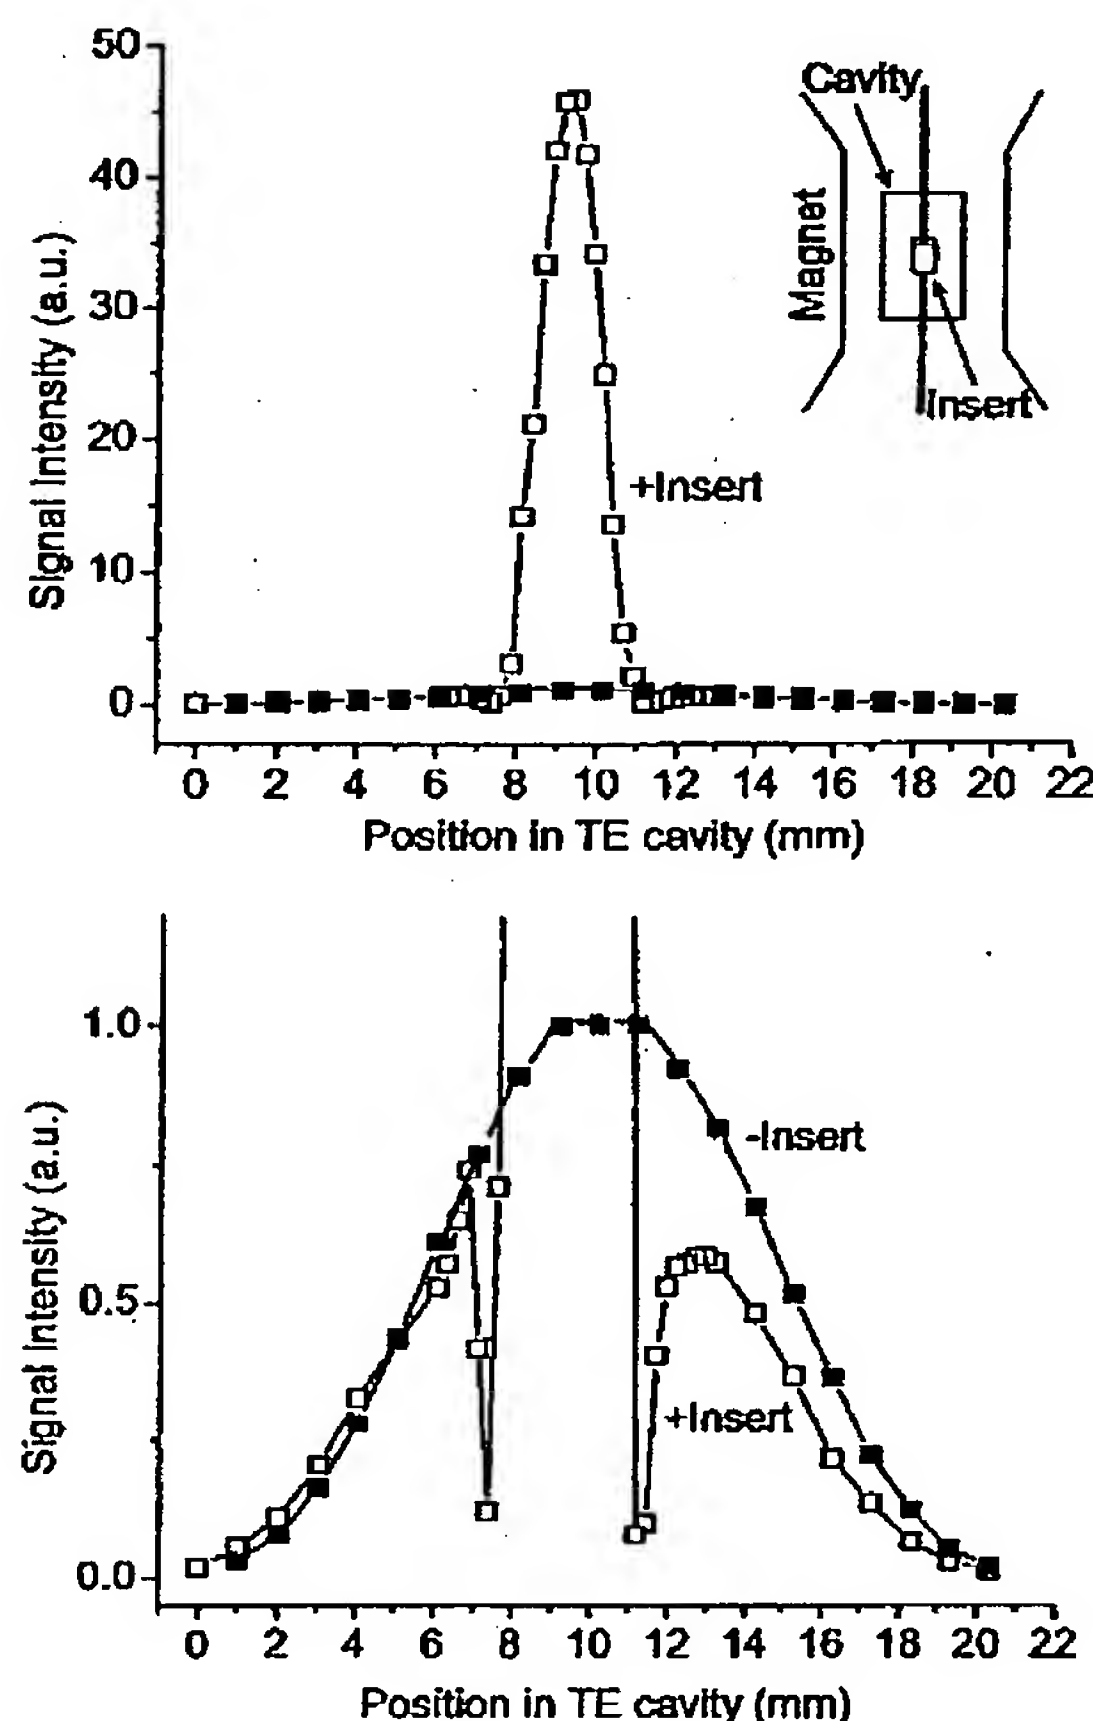 50
40
30
20
10
0
Signal Intensity (a.u.)
Cavity
Magnet
Insert
+Insert
0 2 4 6 8 10 12 14 16 18 20 22
Position in TE cavity (mm)
1.0
0.5
0.0
Signal Intensity (a.u.)
-Insert
+Insert
0 2 4 6 8 10 12 14 16 18 20 22
Position in TE cavity (mm)